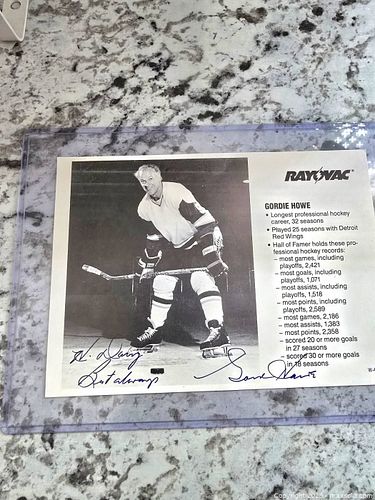 RAYOVAC
GORDIE HOWE
• Longest professional hockey
career, 32 seasons
• Played 25 seasons with Detroit
Red Wings
• Hall of Famer holds these pro-
fessional hockey records:
– most games, including
playoffs, 2,421
– most goals, including
playoffs, 1,071
– most assists, including
playoffs, 1,518
– most points, including
playoffs, 2,589
– most games, 2,186
– most assists, 1,383
– most points, 2,358
– scored 20 or more goals
in 27 seasons
– scored 30 or more goals
in 18 seasons
But always
Gordie Howe